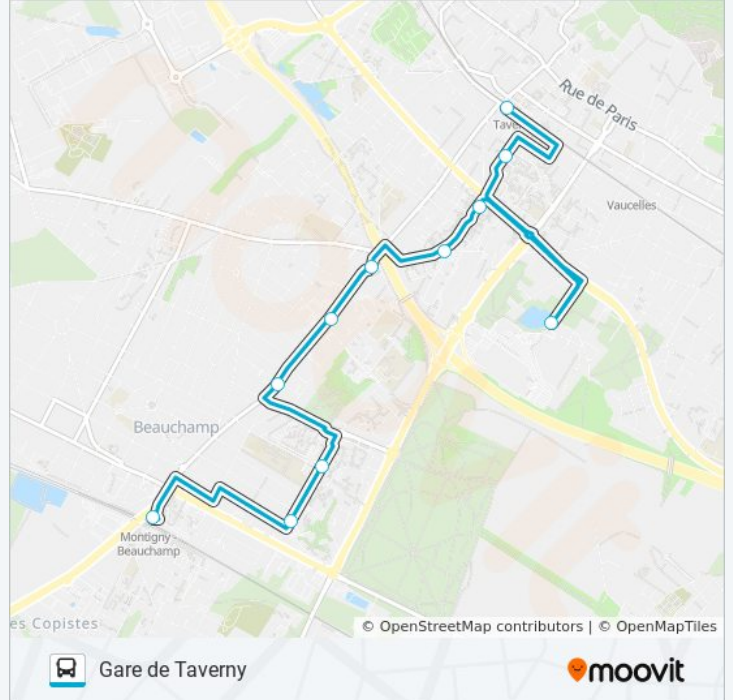 Rue de Paris
Tave
Vaucelles
Beauchamp
Montigny -
Beauchamp
es Copistes
© OpenStreetMap contributors | © OpenMapTiles
Gare de Taverny
moovit